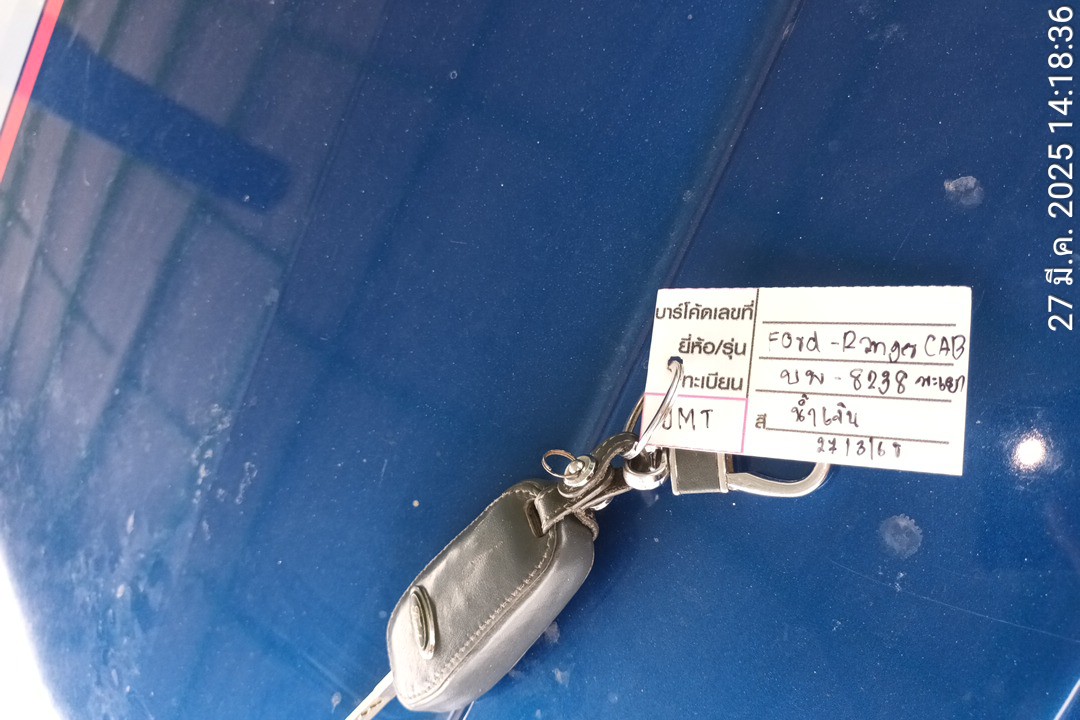 บาร์โค้ดเลขที่
ยี่ห้อ/รุ่น Ford - Ranger CAB
ทะเบียน บพ - 8238 พะเยา
JMT สี น้ำเงิน
27/3/68
27 มี.ค. 2025 14:18:36